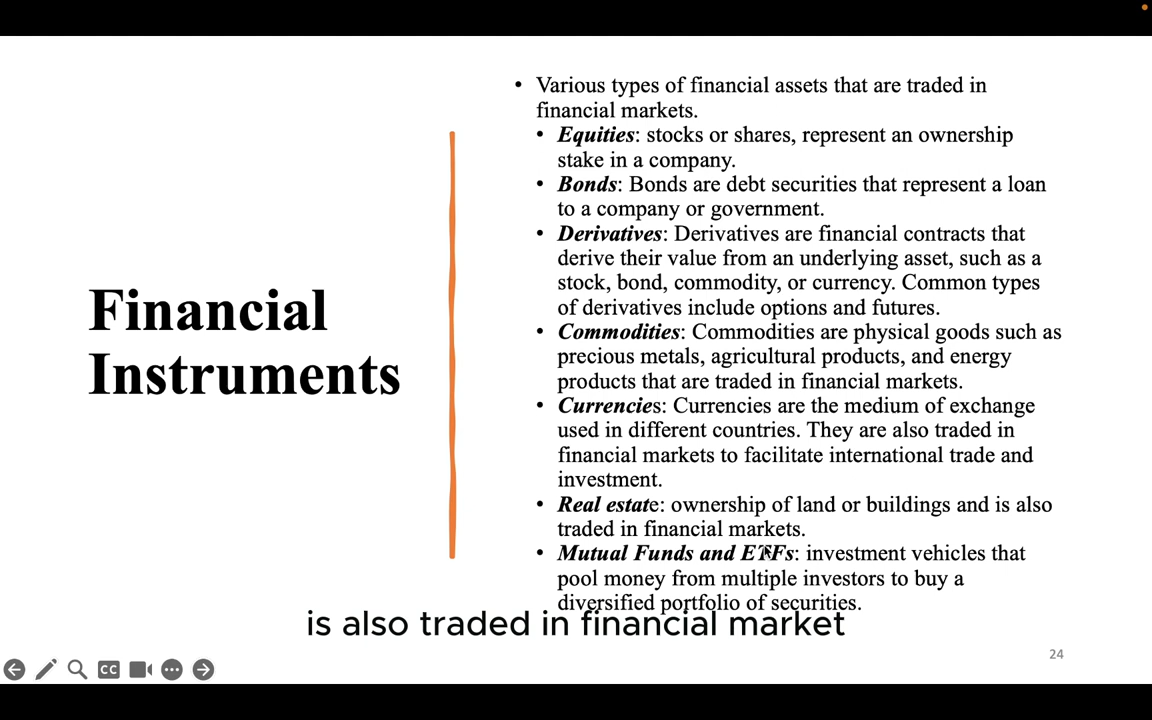 Financial
Instruments
• Various types of financial assets that are traded in
financial markets.
• Equities: stocks or shares, represent an ownership
stake in a company.
• Bonds: Bonds are debt securities that represent a loan
to a company or government.
• Derivatives: Derivatives are financial contracts that
derive their value from an underlying asset, such as a
stock, bond, commodity, or currency. Common types
of derivatives include options and futures.
• Commodities: Commodities are physical goods such as
precious metals, agricultural products, and energy
products that are traded in financial markets.
• Currencies: Currencies are the medium of exchange
used in different countries. They are also traded in
financial markets to facilitate international trade and
investment.
• Real estate: ownership of land or buildings and is also
traded in financial markets.
• Mutual Funds and ETFs: investment vehicles that
pool money from multiple investors to buy a
diversified portfolio of securities.
is also traded in financial market
24
CC